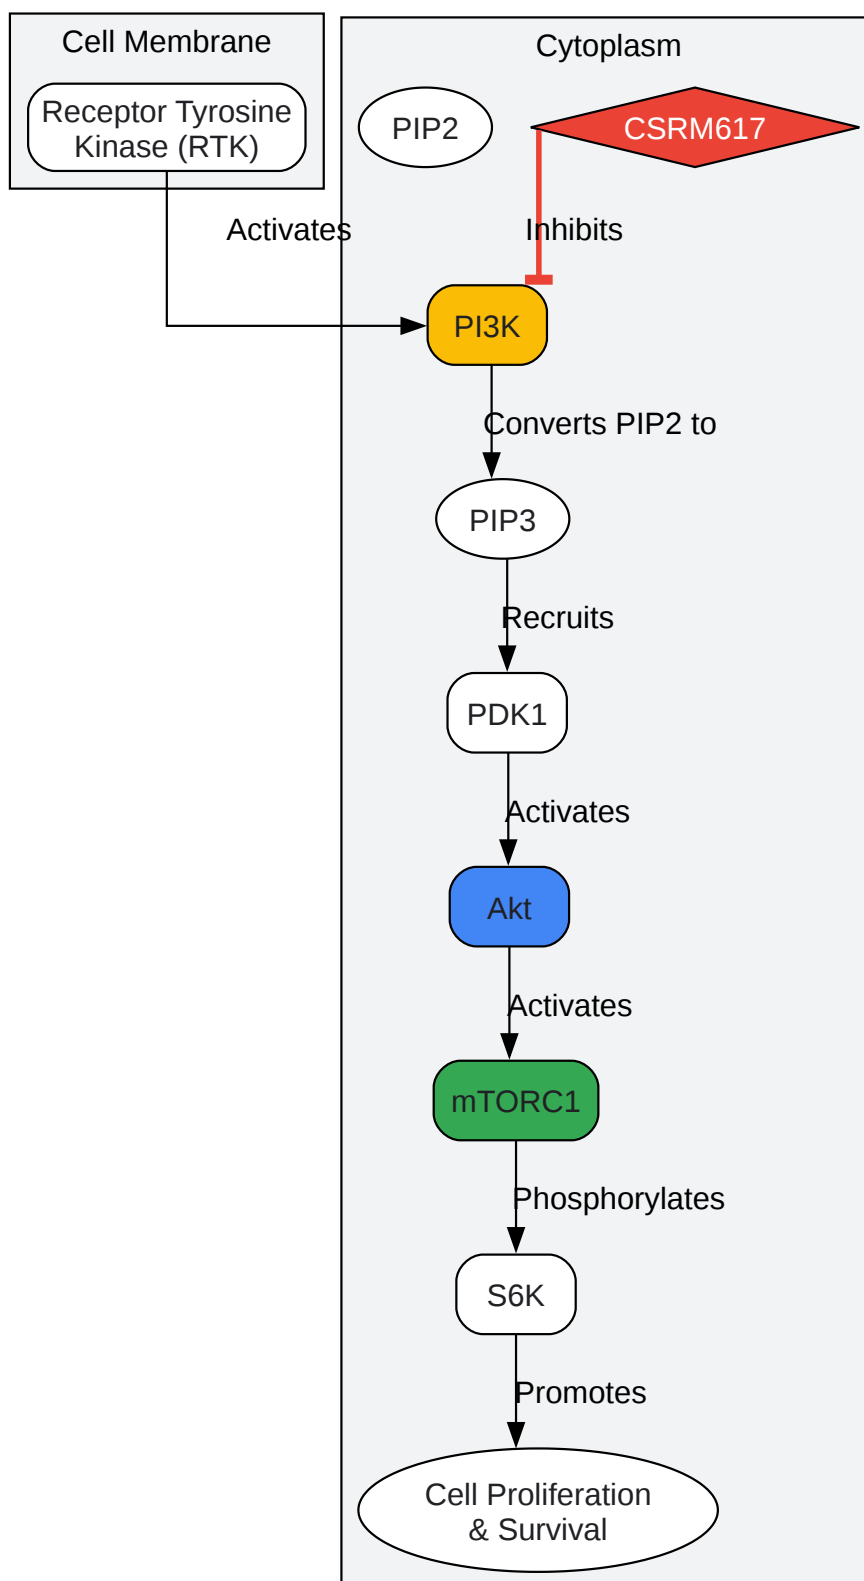 Cell Membrane
Cytoplasm
Receptor Tyrosine
Kinase (RTK)
PIP2
CSRM617
Activates
Inhibits
PI3K
Converts PIP2 to
PIP3
Recruits
PDK1
Activates
Akt
Activates
mTORC1
Phosphorylates
S6K
Promotes
Cell Proliferation
& Survival